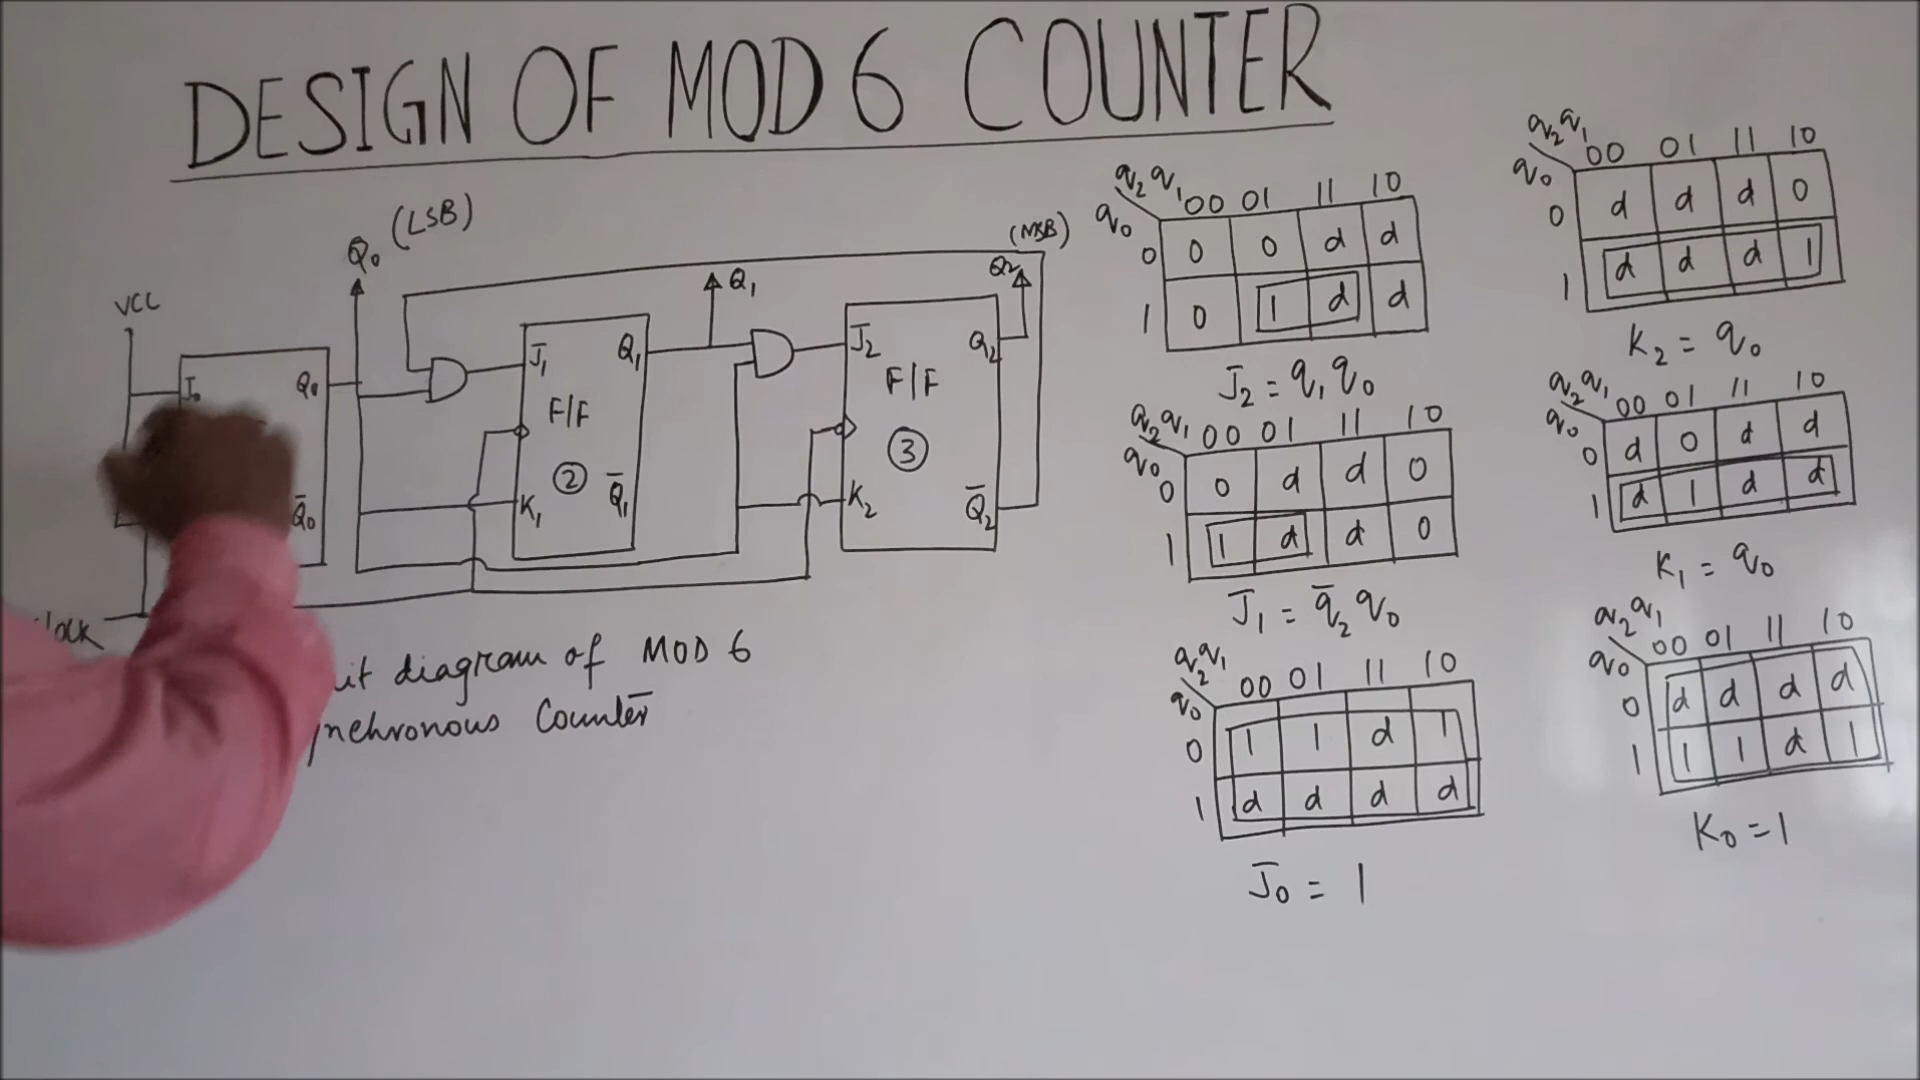 DESIGN OF MOD 6 COUNTER
VCC
Q0 (LSB)
Q1
(MSB)
Q2
J0 Q0
Q̄0
J1 Q1
F/F
2
K1 Q̄1
J2 Q2
F/F
3
K2 Q̄2
diagram of MOD 6
Counter
q2q1
q0
00 01 11 10
0 0 0 d d
1 0 1 d d
J2 = q1q0
q2q1
q0
00 01 11 10
0 0 d d 0
1 1 d d 0
J1 = q̄2q0
q2q1
q0
00 01 11 10
0 1 1 d 1
1 d d d d
J0 = 1
q2q1
q0
00 01 11 10
0 d d d 0
1 d d d 1
K2 = q0
q2q1
q0
00 01 11 10
0 d 0 d d
1 d 1 d d
K1 = q0
q2q1
q0
00 01 11 10
0 d d d d
1 1 1 d 1
K0 = 1